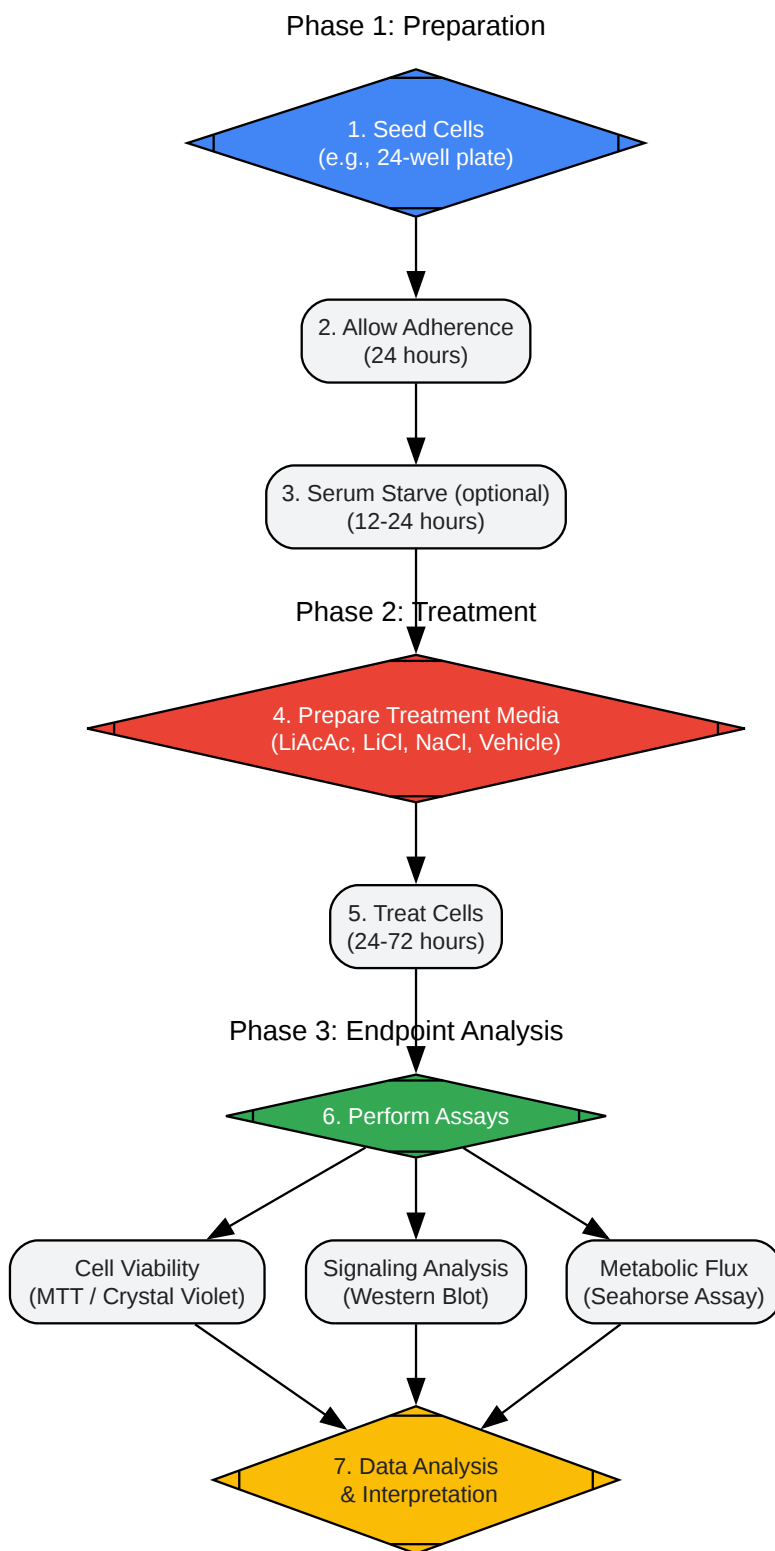 Phase 1: Preparation
1. Seed Cells
(e.g., 24-well plate)
2. Allow Adherence
(24 hours)
3. Serum Starve (optional)
(12-24 hours)
Phase 2: Treatment
4. Prepare Treatment Media
(LiAcAc, LiCl, NaCl, Vehicle)
5. Treat Cells
(24-72 hours)
Phase 3: Endpoint Analysis
6. Perform Assays
Cell Viability
(MTT / Crystal Violet)
Signaling Analysis
(Western Blot)
Metabolic Flux
(Seahorse Assay)
7. Data Analysis
& Interpretation